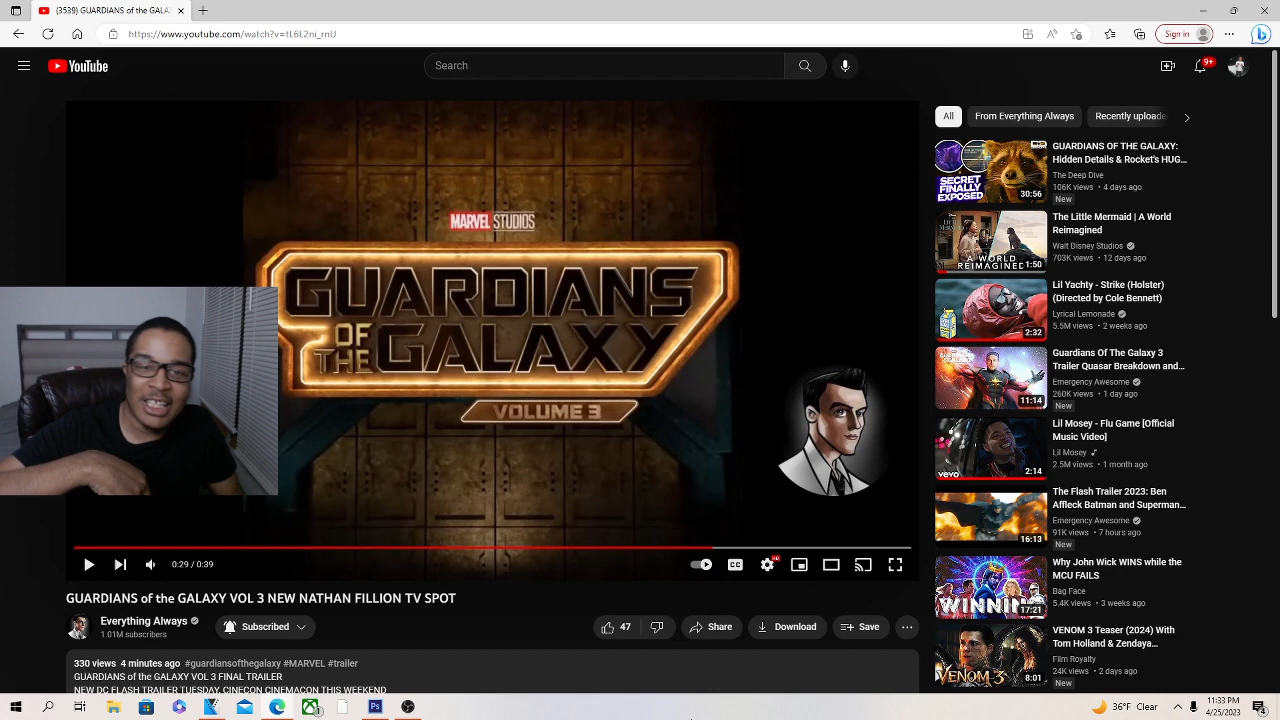 (3539) GUARDIANS of the GALA
https://www.youtube.com/watch?v=tL6L2ni_rnU
Sign in
YouTube
Search
9+
MARVEL STUDIOS
GUARDIANS
OF
THE GALAXY
VOLUME 3
0:29 / 0:39
CC
HD
GUARDIANS of the GALAXY VOL 3 NEW NATHAN FILLION TV SPOT
Everything Always
1.01M subscribers
Subscribed
47
Share
Download
Save
330 views 4 minutes ago #guardiansofthegalaxy #MARVEL #trailer
GUARDIANS of the GALAXY VOL 3 FINAL TRAILER
NEW DC FLASH TRAILER TUESDAY, CINECON CINEMACON THIS WEEKEND
All
From Everything Always
Recently uploade
SECRET
FINALLY
EXPOSED
30:56
GUARDIANS OF THE GALAXY:
Hidden Details & Rocket's HUG...
The Deep Dive
106K views • 4 days ago
New
A WORLD
REIMAGINED
1:50
The Little Mermaid | A World
Reimagined
Walt Disney Studios
703K views • 12 days ago
2:32
Lil Yachty - Strike (Holster)
(Directed by Cole Bennett)
Lyrical Lemonade
5.5M views • 2 weeks ago
11:14
Guardians Of The Galaxy 3
Trailer Quasar Breakdown and...
Emergency Awesome
260K views • 1 day ago
New
vevo
2:14
Lil Mosey - Flu Game [Official
Music Video]
Lil Mosey
2.5M views • 1 month ago
16:13
The Flash Trailer 2023: Ben
Affleck Batman and Superman...
Emergency Awesome
91K views • 7 hours ago
New
WINNIN
17:21
Why John Wick WINS while the
MCU FAILS
Bag Face
5.4K views • 3 weeks ago
VENOM 3
8:01
VENOM 3 Teaser (2024) With
Tom Holland & Zendaya...
Film Royalty
24K views • 2 days ago
New
Ps
11:33 PM
4/25/2023